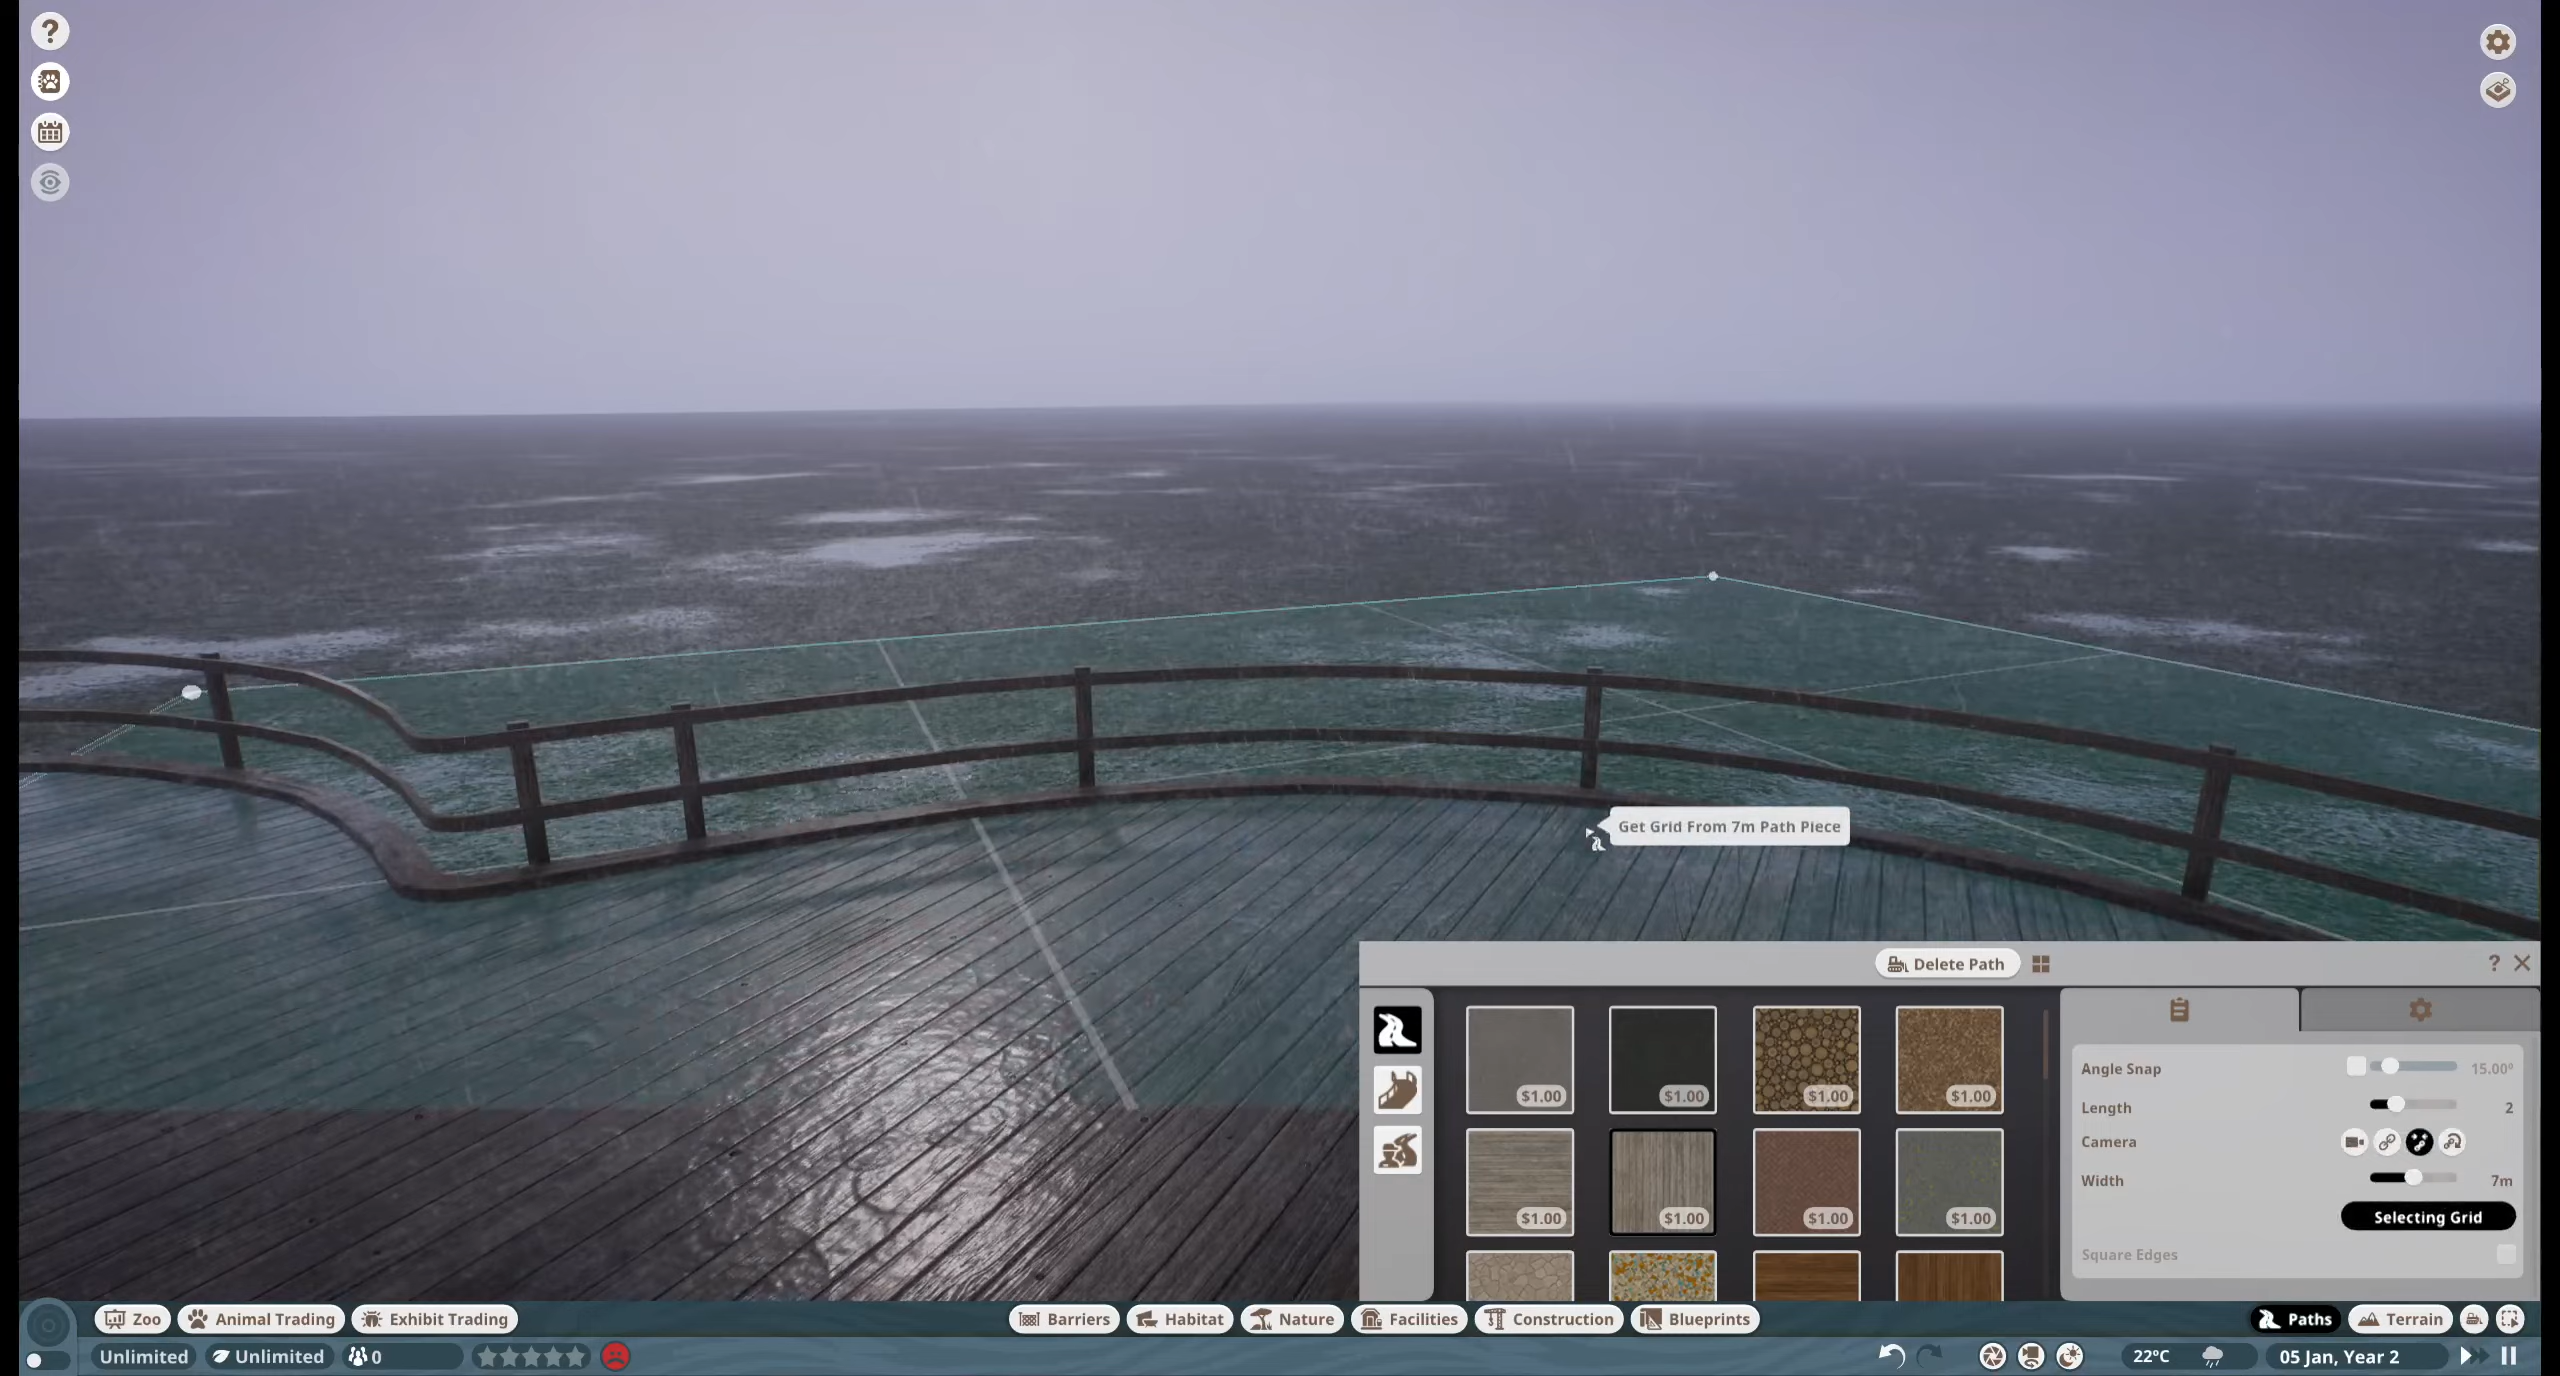 ?
Get Grid From 7m Path Piece
Delete Path
?
$1.00
$1.00
$1.00
$1.00
$1.00
$1.00
$1.00
$1.00
Angle Snap
15.00°
Length
2
Camera
Width
7m
Selecting Grid
Square Edges
Zoo
Animal Trading
Exhibit Trading
Barriers
Habitat
Nature
Facilities
Construction
Blueprints
Paths
Terrain
Unlimited
Unlimited
0
22°C
05 Jan, Year 2